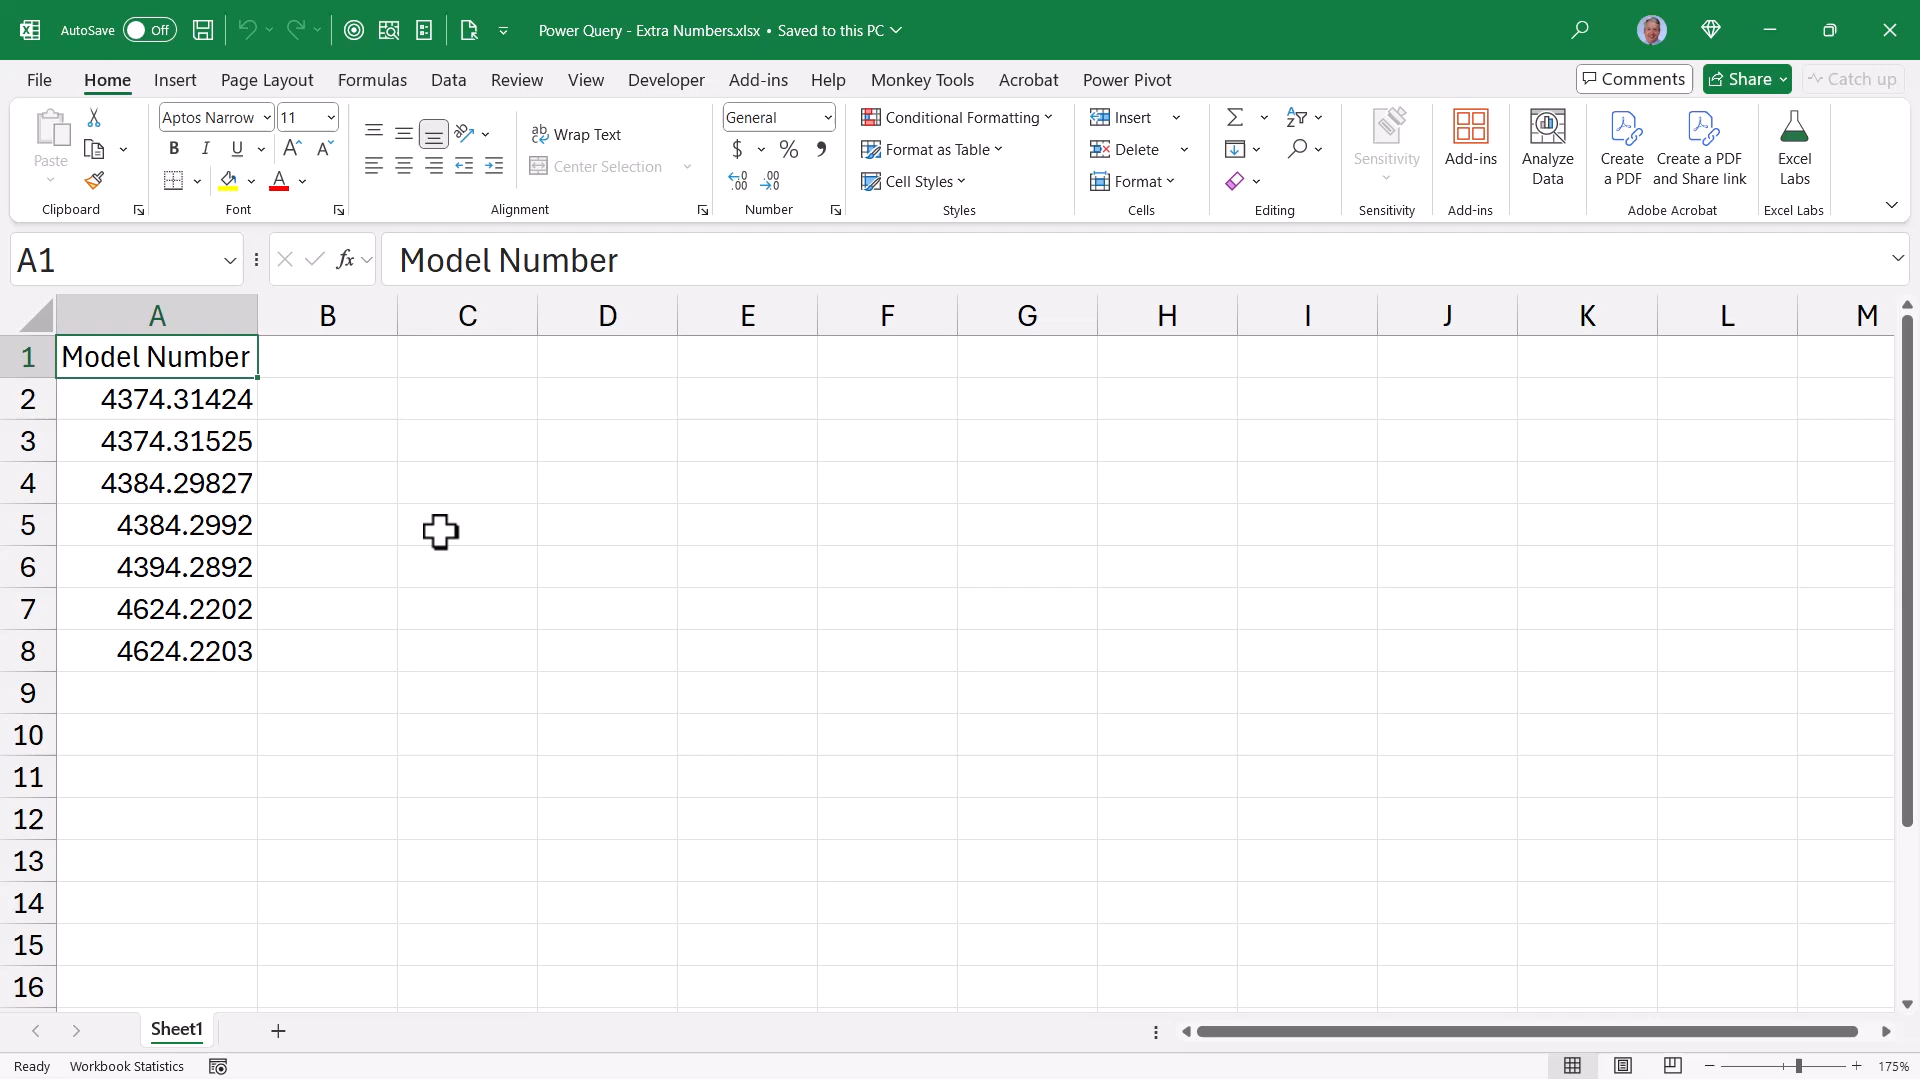 AutoSave Off Power Query - Extra Numbers.xlsx • Saved to this PC
File Home Insert Page Layout Formulas Data Review View Developer Add-ins Help Monkey Tools Acrobat Power Pivot Comments Share Catch up
Paste
Clipboard
Aptos Narrow 11
B I U A A
A
Font
ab Wrap Text
Center Selection
Alignment
General
$ % ,
.00 .00
Number
Conditional Formatting
Format as Table
Cell Styles
Styles
Insert
Delete
Format
Cells
Editing
Sensitivity
Sensitivity
Add-ins
Add-ins
Analyze
Data
Create
a PDF
Create a PDF
and Share link
Adobe Acrobat
Excel
Labs
Excel Labs
A1 fx Model Number
A B C D E F G H I J K L M
1 Model Number
2 4374.31424
3 4374.31525
4 4384.29827
5 4384.2992
6 4394.2892
7 4624.2202
8 4624.2203
9
10
11
12
13
14
15
16
Sheet1
Ready Workbook Statistics 175%